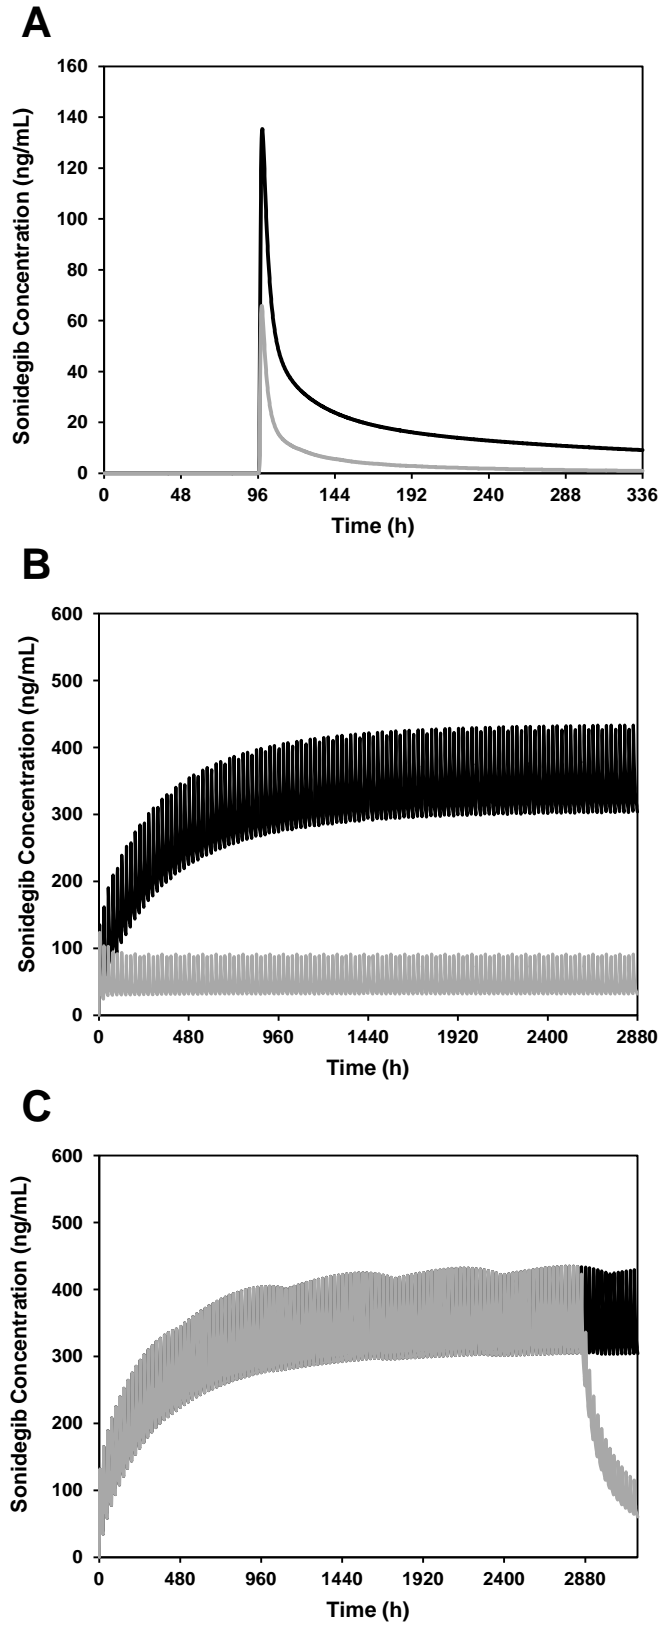 A
Sonidegib Concentration (ng/mL)
160
140
120
100
80
60
40
20
0
0 48 96 144 192 240 288 336
Time (h)
B
Sonidegib Concentration (ng/mL)
600
500
400
300
200
100
0
0 480 960 1440 1920 2400 2880
Time (h)
C
Sonidegib Concentration (ng/mL)
600
500
400
300
200
100
0
0 480 960 1440 1920 2400 2880
Time (h)